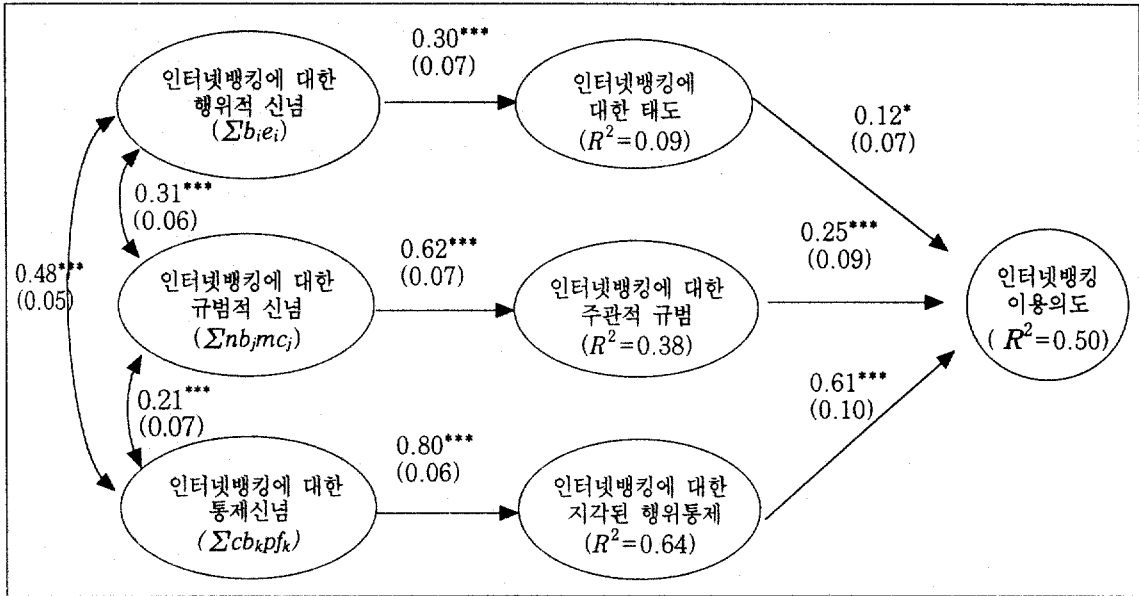 인터넷뱅킹에 대한
행위적 신념
(Σbᵢeᵢ)
0.30***
(0.07)
인터넷뱅킹에
대한 태도
(R²=0.09)
0.12*
(0.07)
0.31***
(0.06)
0.48***
(0.05)
인터넷뱅킹에 대한
규범적 신념
(Σnbⱼmcⱼ)
0.62***
(0.07)
인터넷뱅킹에 대한
주관적 규범
(R²=0.38)
0.25***
(0.09)
인터넷뱅킹
이용의도
( R²=0.50)
0.21***
(0.07)
0.61***
(0.10)
인터넷뱅킹에 대한
통제신념
(Σcbₖpfₖ)
0.80***
(0.06)
인터넷뱅킹에 대한
지각된 행위통제
(R²=0.64)